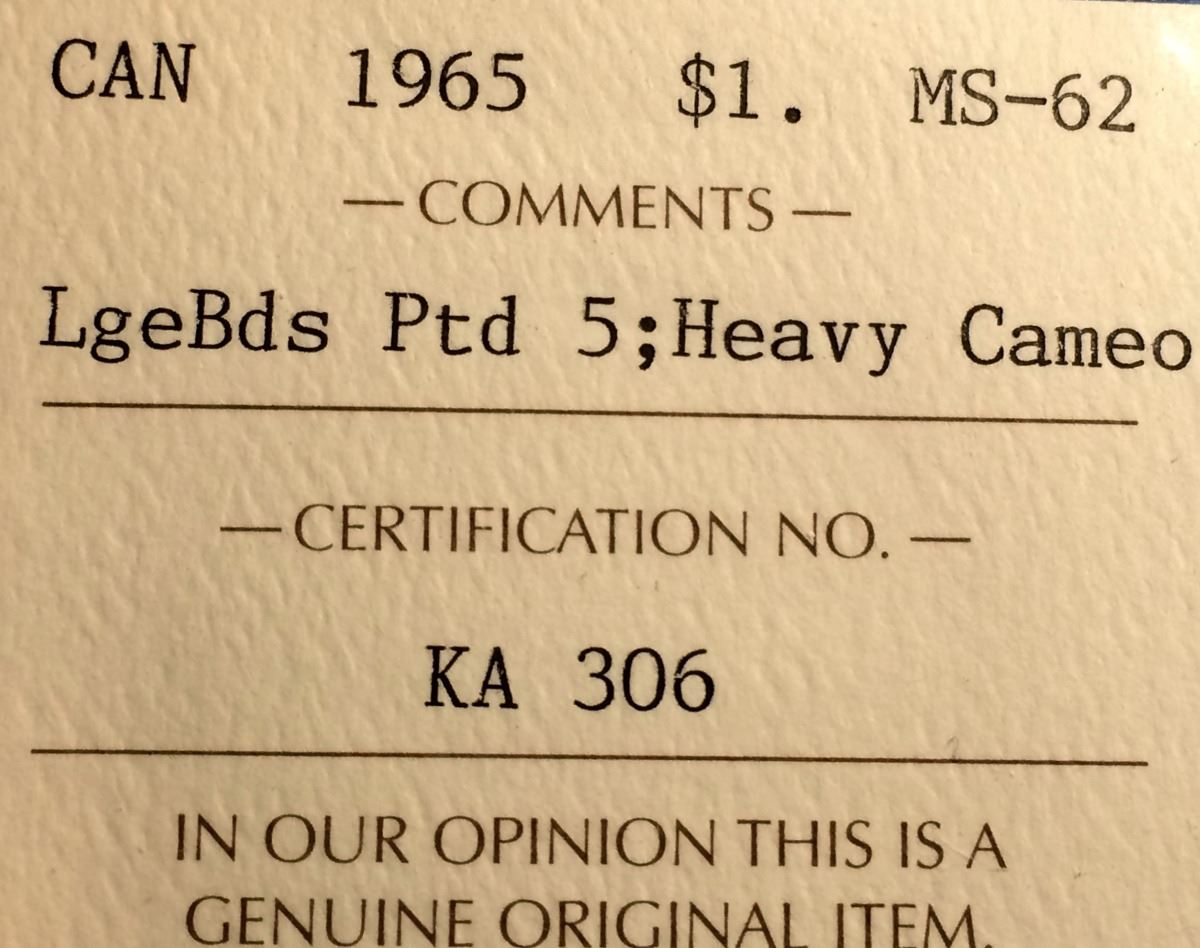 CAN 1965 $1. MS-62
— COMMENTS —
LgeBds Ptd 5;Heavy Cameo
— CERTIFICATION NO. —
KA 306
IN OUR OPINION THIS IS A
GENUINE ORIGINAL ITEM.